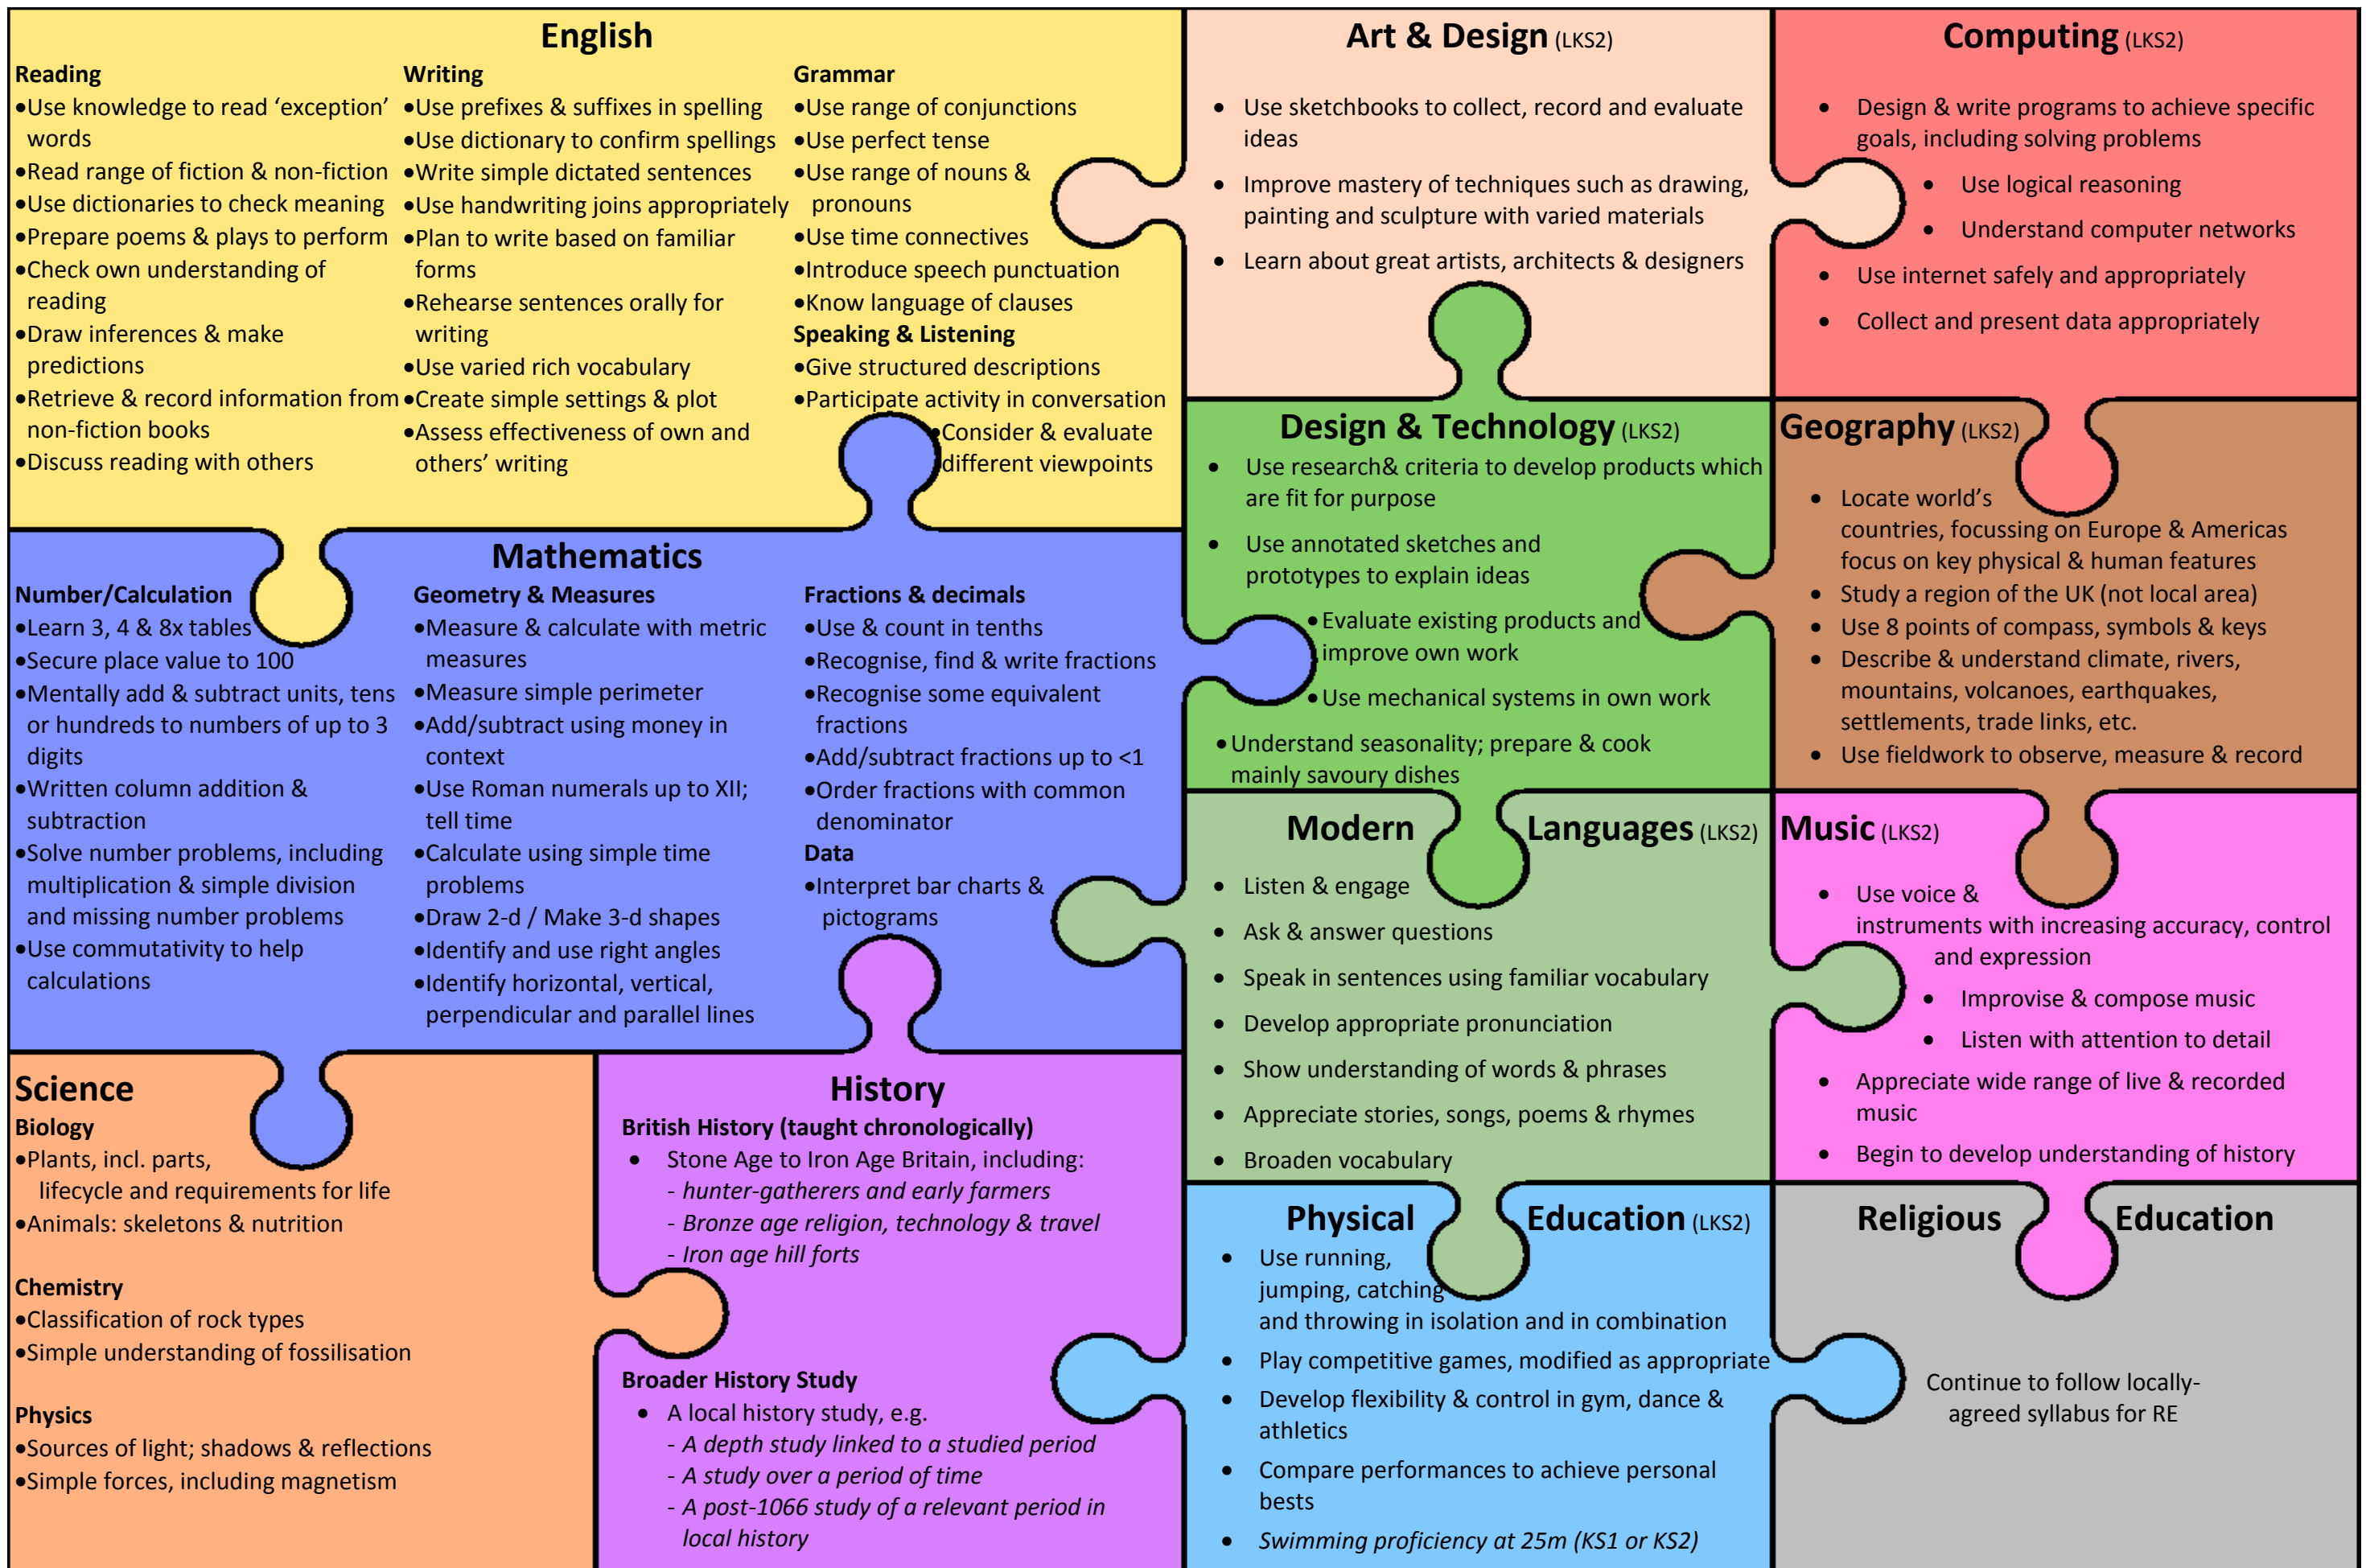 English
Reading
•Use knowledge to read ‘exception’
words
•Read range of fiction & non-fiction
•Use dictionaries to check meaning
•Prepare poems & plays to perform
•Check own understanding of
reading
•Draw inferences & make
predictions
•Retrieve & record information from
non-fiction books
•Discuss reading with others
Writing
•Use prefixes & suffixes in spelling
•Use dictionary to confirm spellings
•Write simple dictated sentences
•Use handwriting joins appropriately
•Plan to write based on familiar
forms
•Rehearse sentences orally for
writing
•Use varied rich vocabulary
•Create simple settings & plot
•Assess effectiveness of own and
others’ writing
Grammar
•Use range of conjunctions
•Use perfect tense
•Use range of nouns &
pronouns
•Use time connectives
•Introduce speech punctuation
•Know language of clauses
Speaking & Listening
•Give structured descriptions
•Participate activity in conversation
•Consider & evaluate
different viewpoints
Art & Design (LKS2)
• Use sketchbooks to collect, record and evaluate
ideas
• Improve mastery of techniques such as drawing,
painting and sculpture with varied materials
• Learn about great artists, architects & designers
Computing (LKS2)
• Design & write programs to achieve specific
goals, including solving problems
• Use logical reasoning
• Understand computer networks
• Use internet safely and appropriately
• Collect and present data appropriately
Mathematics
Number/Calculation
•Learn 3, 4 & 8x tables
•Secure place value to 100
•Mentally add & subtract units, tens
or hundreds to numbers of up to 3
digits
•Written column addition &
subtraction
•Solve number problems, including
multiplication & simple division
and missing number problems
•Use commutativity to help
calculations
Geometry & Measures
•Measure & calculate with metric
measures
•Measure simple perimeter
•Add/subtract using money in
context
•Use Roman numerals up to XII;
tell time
•Calculate using simple time
problems
•Draw 2-d / Make 3-d shapes
•Identify and use right angles
•Identify horizontal, vertical,
perpendicular and parallel lines
Fractions & decimals
•Use & count in tenths
•Recognise, find & write fractions
•Recognise some equivalent
fractions
•Add/subtract fractions up to <1
•Order fractions with common
denominator
Data
•Interpret bar charts &
pictograms
Design & Technology (LKS2)
• Use research& criteria to develop products which
are fit for purpose
• Use annotated sketches and
prototypes to explain ideas
•Evaluate existing products and
improve own work
•Use mechanical systems in own work
•Understand seasonality; prepare & cook
mainly savoury dishes
Geography (LKS2)
• Locate world’s
countries, focussing on Europe & Americas
focus on key physical & human features
• Study a region of the UK (not local area)
• Use 8 points of compass, symbols & keys
• Describe & understand climate, rivers,
mountains, volcanoes, earthquakes,
settlements, trade links, etc.
• Use fieldwork to observe, measure & record
Modern Languages (LKS2)
• Listen & engage
• Ask & answer questions
• Speak in sentences using familiar vocabulary
• Develop appropriate pronunciation
• Show understanding of words & phrases
• Appreciate stories, songs, poems & rhymes
• Broaden vocabulary
Music (LKS2)
• Use voice &
instruments with increasing accuracy, control
and expression
• Improvise & compose music
• Listen with attention to detail
• Appreciate wide range of live & recorded
music
• Begin to develop understanding of history
Science
Biology
•Plants, incl. parts,
lifecycle and requirements for life
•Animals: skeletons & nutrition
Chemistry
•Classification of rock types
•Simple understanding of fossilisation
Physics
•Sources of light; shadows & reflections
•Simple forces, including magnetism
History
British History (taught chronologically)
• Stone Age to Iron Age Britain, including:
- hunter-gatherers and early farmers
- Bronze age religion, technology & travel
- Iron age hill forts
Broader History Study
• A local history study, e.g.
- A depth study linked to a studied period
- A study over a period of time
- A post-1066 study of a relevant period in
local history
Physical Education (LKS2)
• Use running,
jumping, catching
and throwing in isolation and in combination
• Play competitive games, modified as appropriate
• Develop flexibility & control in gym, dance &
athletics
• Compare performances to achieve personal
bests
• Swimming proficiency at 25m (KS1 or KS2)
Religious Education
Continue to follow locally-
agreed syllabus for RE